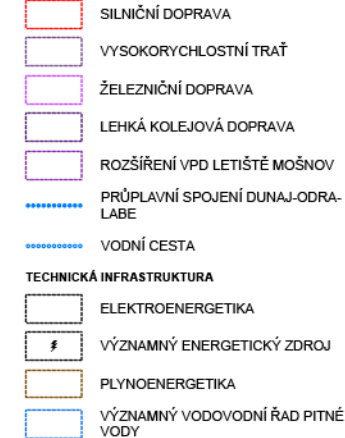 SILNIČNÍ DOPRAVA
VYSOKORYCHLOSTNÍ TRAŤ
ŽELEZNIČNÍ DOPRAVA
LEHKÁ KOLEJOVÁ DOPRAVA
ROZŠÍŘENÍ VPD LETIŠTĚ MOŠNOV
PRŮPLAVNÍ SPOJENÍ DUNAJ-ODRA-
LABE
VODNÍ CESTA
TECHNICKÁ INFRASTRUKTURA
ELEKTROENERGETIKA
VÝZNAMNÝ ENERGETICKÝ ZDROJ
PLYNOENERGETIKA
VÝZNAMNÝ VODOVODNÍ ŘAD PITNÉ
VODY